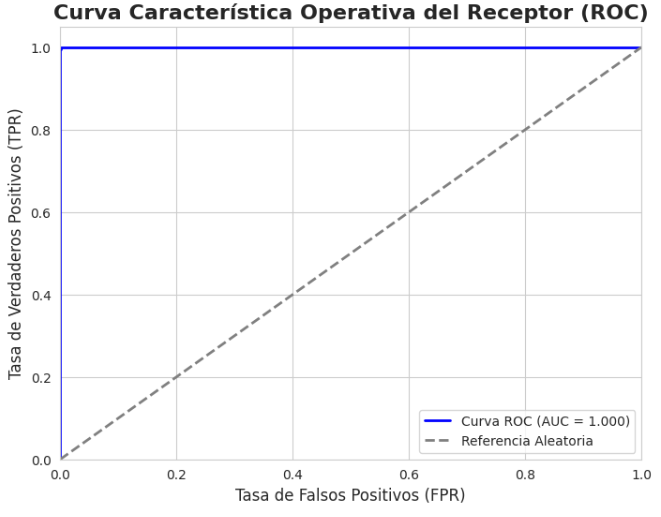 Curva Característica Operativa del Receptor (ROC)
Tasa de Verdaderos Positivos (TPR)
1.0
0.8
0.6
0.4
0.2
0.0
0.0 0.2 0.4 0.6 0.8 1.0
Tasa de Falsos Positivos (FPR)
Curva ROC (AUC = 1.000)
Referencia Aleatoria